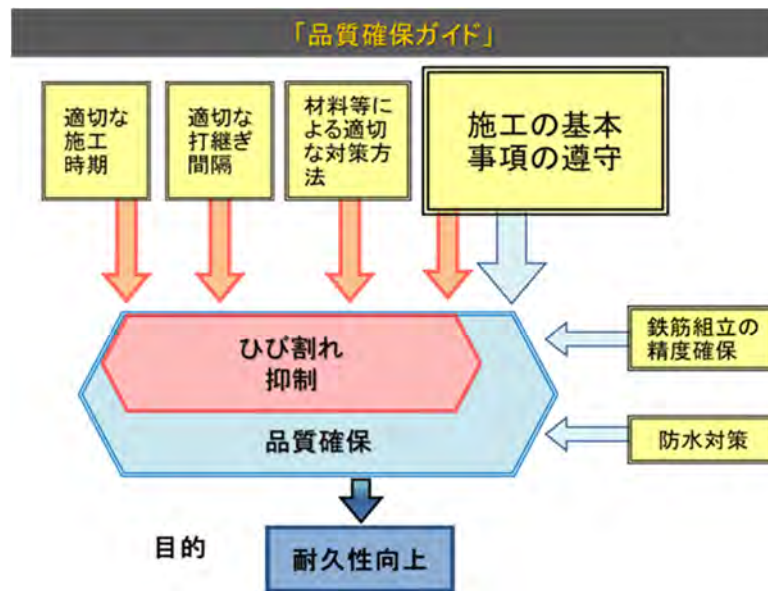 「品質確保ガイド」
適切な
施工
時期
適切な
打継ぎ
間隔
材料等に
よる適切
な対策方
法
施工の基本
事項の遵守
ひび割れ
抑制
品質確保
鉄筋組立の
精度確保
防水対策
目的
耐久性向上